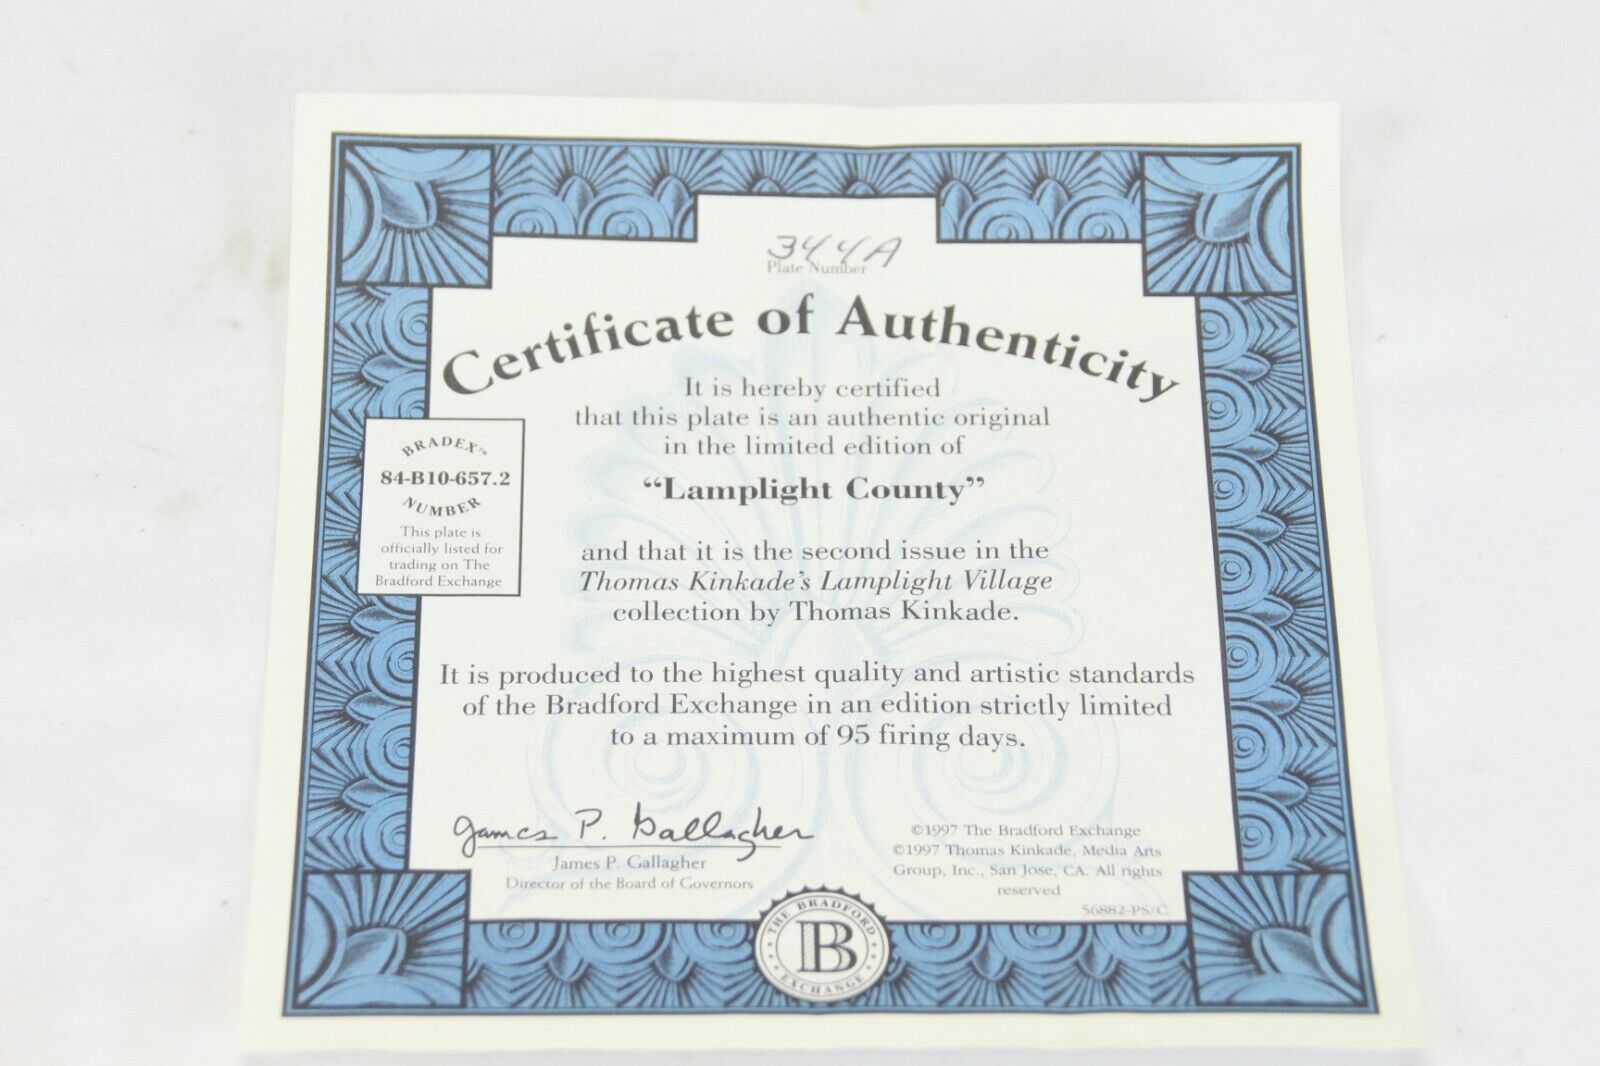 344A
Plate Number
Certificate of Authenticity
It is hereby certified
that this plate is an authentic original
in the limited edition of
“Lamplight County”
and that it is the second issue in the
Thomas Kinkade's Lamplight Village
collection by Thomas Kinkade.
It is produced to the highest quality and artistic standards
of the Bradford Exchange in an edition strictly limited
to a maximum of 95 firing days.
BRADEX™
84-B10-657.2
NUMBER
This plate is
officially listed for
trading on The
Bradford Exchange
James P. Gallagher
James P. Gallagher
Director of the Board of Governors
©1997 The Bradford Exchange
©1997 Thomas Kinkade, Media Arts
Group, Inc., San Jose, CA. All rights
reserved
56882-PS/C
THE BRADFORD
B
EXCHANGE